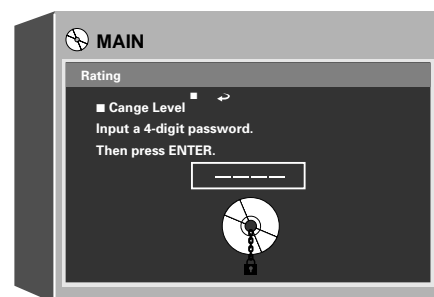 MAIN
Rating
■ Cange Level
Input a 4-digit password.
Then press ENTER.
– – – –